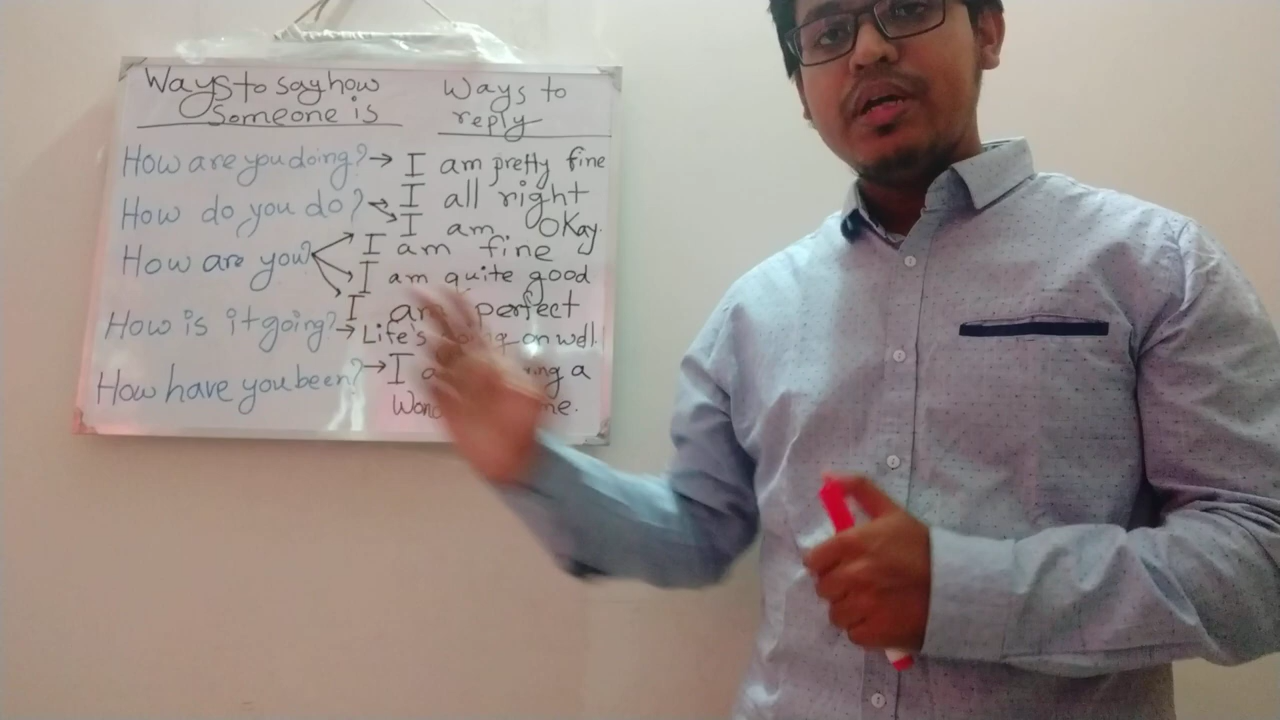 Ways to say how
someone is
Ways to
reply
How are you doing? → I am pretty fine
How do you do? → I all right
I am Okay.
How are you? I am fine
I am quite good
I am perfect
How is it going? → Life's on well.
How have you been? → I a